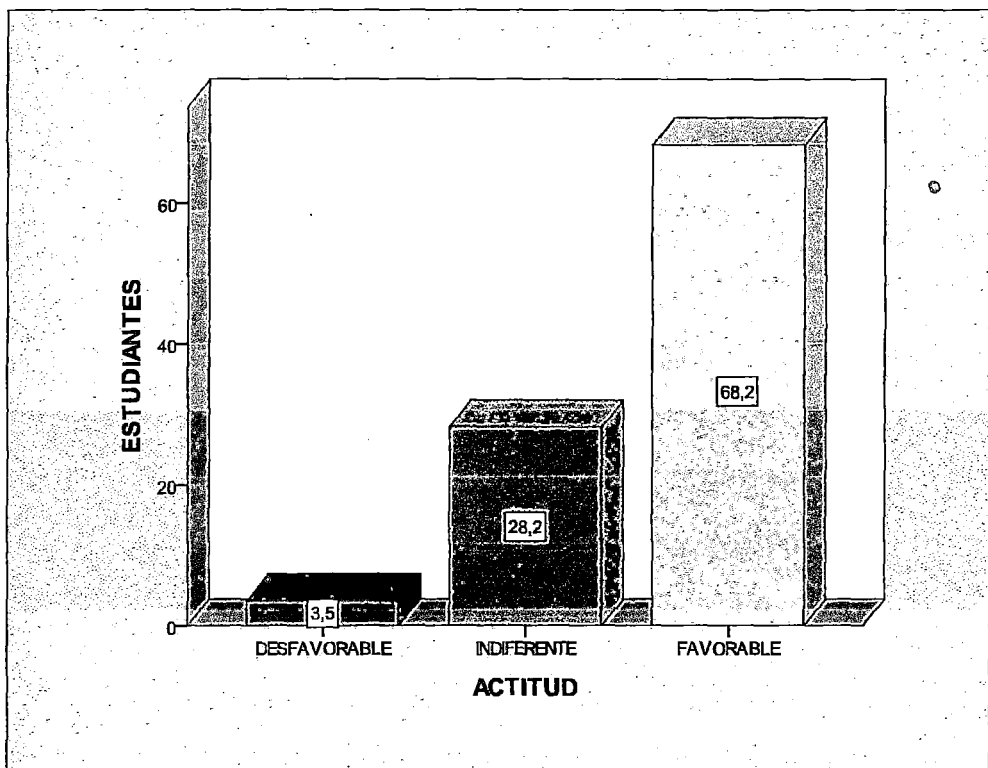 ESTUDIANTES
60
40
20
0
68,2
28,2
3,5
DESFAVORABLE
INDIFERENTE
FAVORABLE
ACTITUD